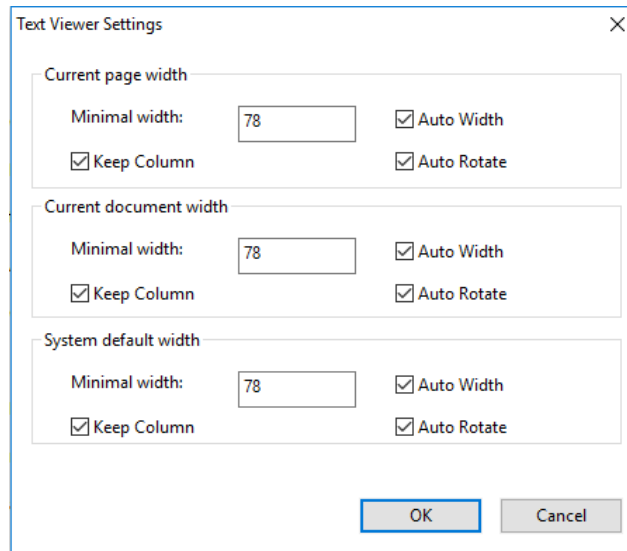 Text Viewer Settings
Current page width
Minimal width: 78 Auto Width
Keep Column Auto Rotate
Current document width
Minimal width: 78 Auto Width
Keep Column Auto Rotate
System default width
Minimal width: 78 Auto Width
Keep Column Auto Rotate
OK Cancel